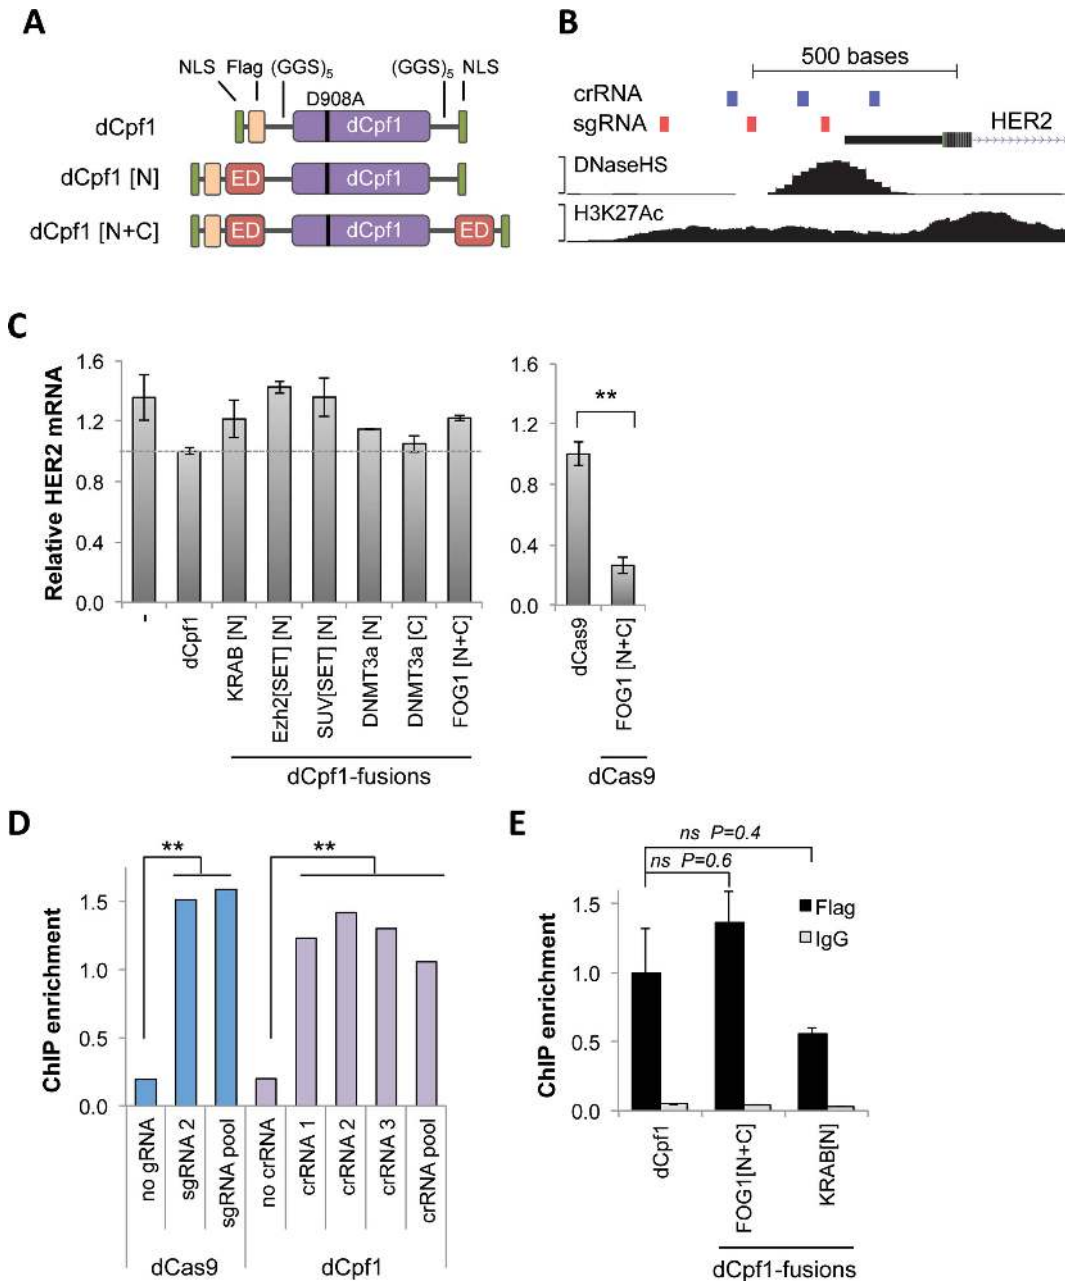 A
NLS Flag (GGS)5 (GGS)5 NLS
D908A
dCpf1 dCpf1
dCpf1 [N] ED dCpf1
dCpf1 [N+C] ED dCpf1 ED
B
500 bases
crRNA
sgRNA
HER2
DNaseHS
H3K27Ac
C
Relative HER2 mRNA
1.6
1.2
1.0
0.8
0.4
0.0
-
dCpf1
KRAB [N]
Ezh2[SET] [N]
SUV[SET] [N]
DNMT3a [N]
DNMT3a [C]
FOG1 [N+C]
dCpf1-fusions
1.6
1.2
0.8
0.4
0.0
**
dCas9
FOG1 [N+C]
dCas9
D
ChIP enrichment
1.5
1.0
0.5
0.0
**
**
no gRNA
sgRNA 2
sgRNA pool
no crRNA
crRNA 1
crRNA 2
crRNA 3
crRNA pool
dCas9
dCpf1
E
ns P=0.4
ns P=0.6
Flag
IgG
ChIP enrichment
1.5
1.0
0.5
0.0
dCpf1
FOG1[N+C]
KRAB[N]
dCpf1-fusions